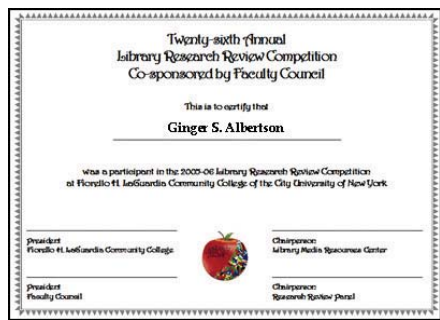 Twenty-sixth Annual
Library Research Review Competition
Co-sponsored by Faculty Council
This is to certify that
Ginger S. Albertson
was a participant in the 2005-06 Library Research Review Competition
at Fiorello H. LaGuardia Community College of the City University of New York
President
Fiorello H. LaGuardia Community College
Chairperson
Library Media Resources Center
President
Faculty Council
Chairperson
Research Review Panel